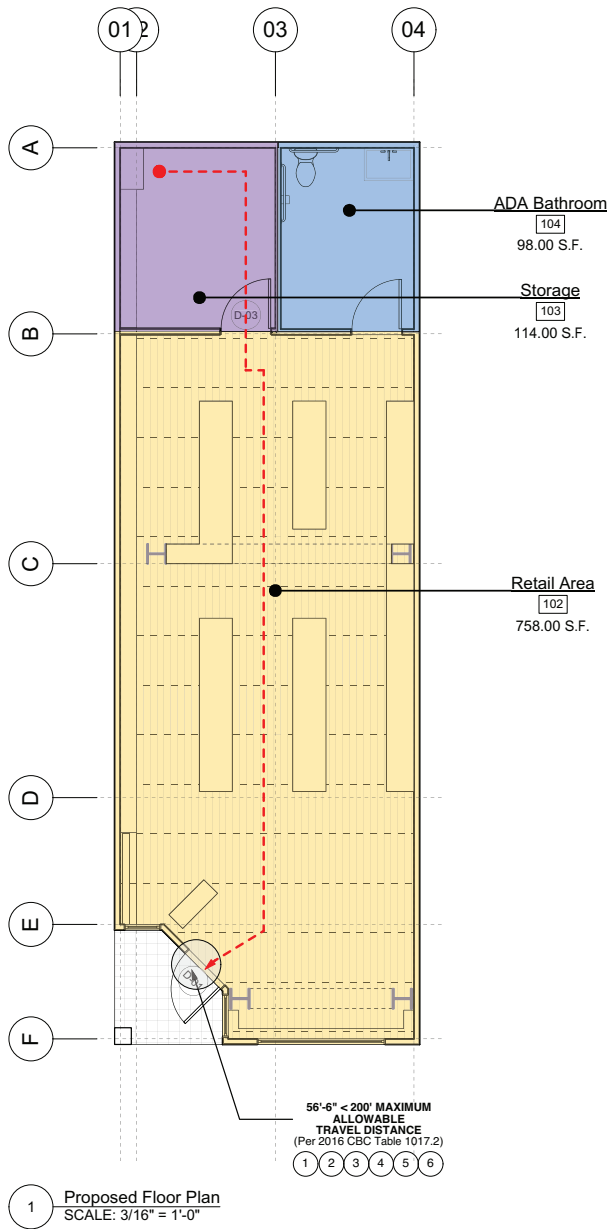 01
2
03
04
A
ADA Bathroom
104
98.00 S.F.
Storage
103
114.00 S.F.
D-03
B
C
Retail Area
102
758.00 S.F.
D
E
D-01
F
56'-6" < 200' MAXIMUM
ALLOWABLE
TRAVEL DISTANCE
(Per 2016 CBC Table 1017.2)
1 2 3 4 5 6
1 Proposed Floor Plan
SCALE: 3/16" = 1'-0"